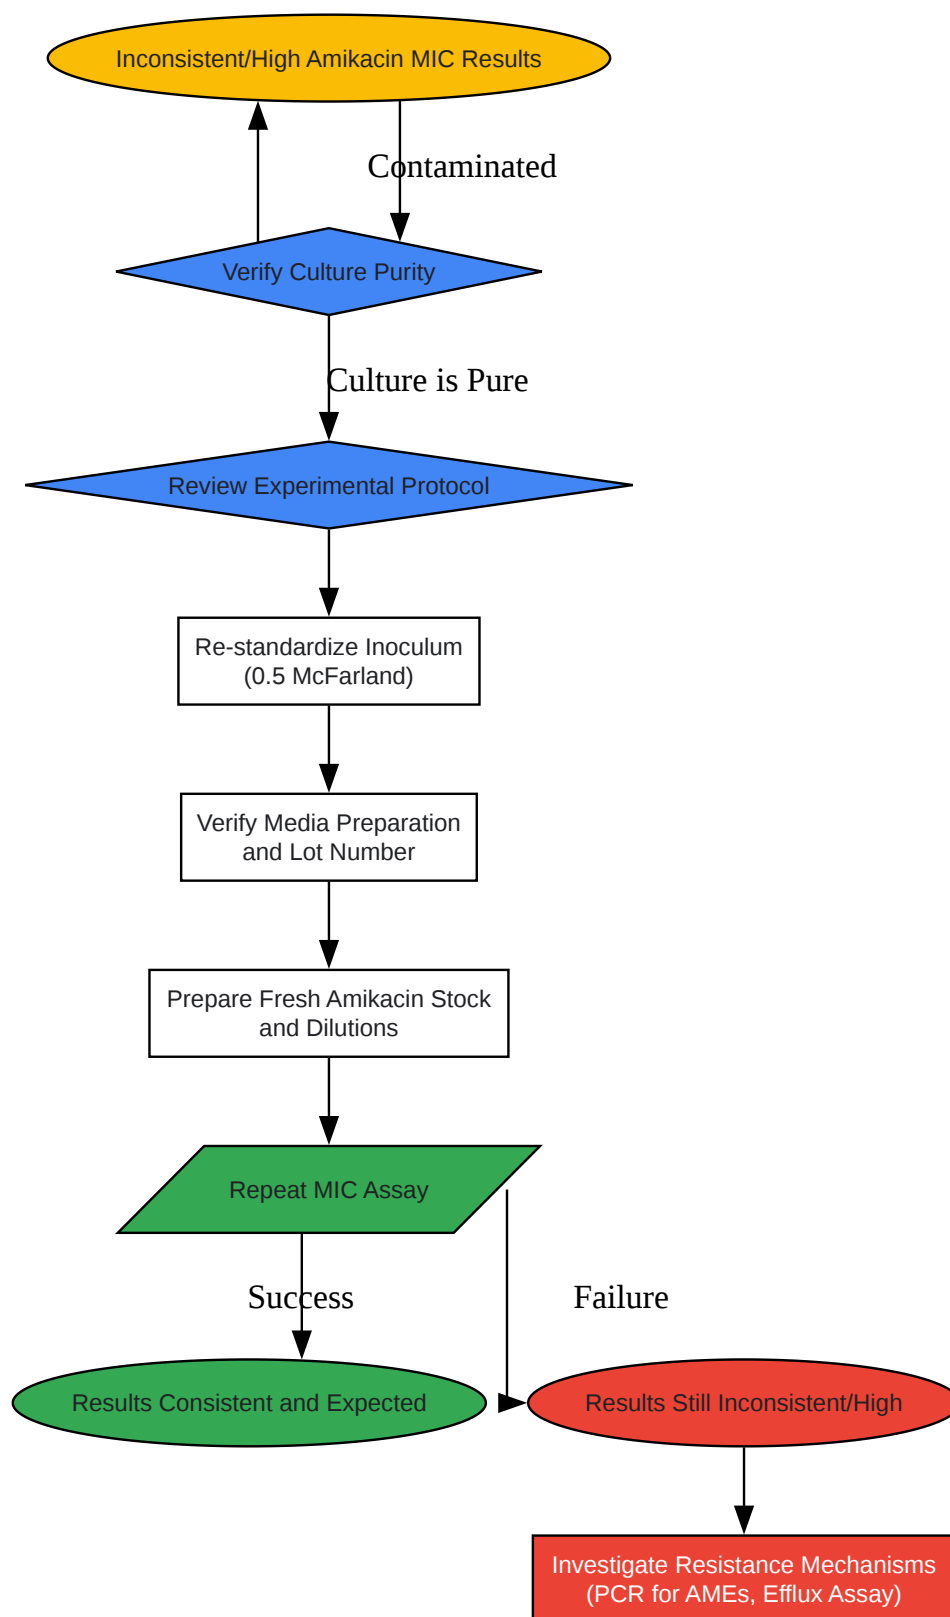 Inconsistent/High Amikacin MIC Results
Contaminated
Verify Culture Purity
Culture is Pure
Review Experimental Protocol
Re-standardize Inoculum
(0.5 McFarland)
Verify Media Preparation
and Lot Number
Prepare Fresh Amikacin Stock
and Dilutions
Repeat MIC Assay
Success
Failure
Results Consistent and Expected
Results Still Inconsistent/High
Investigate Resistance Mechanisms
(PCR for AMEs, Efflux Assay)